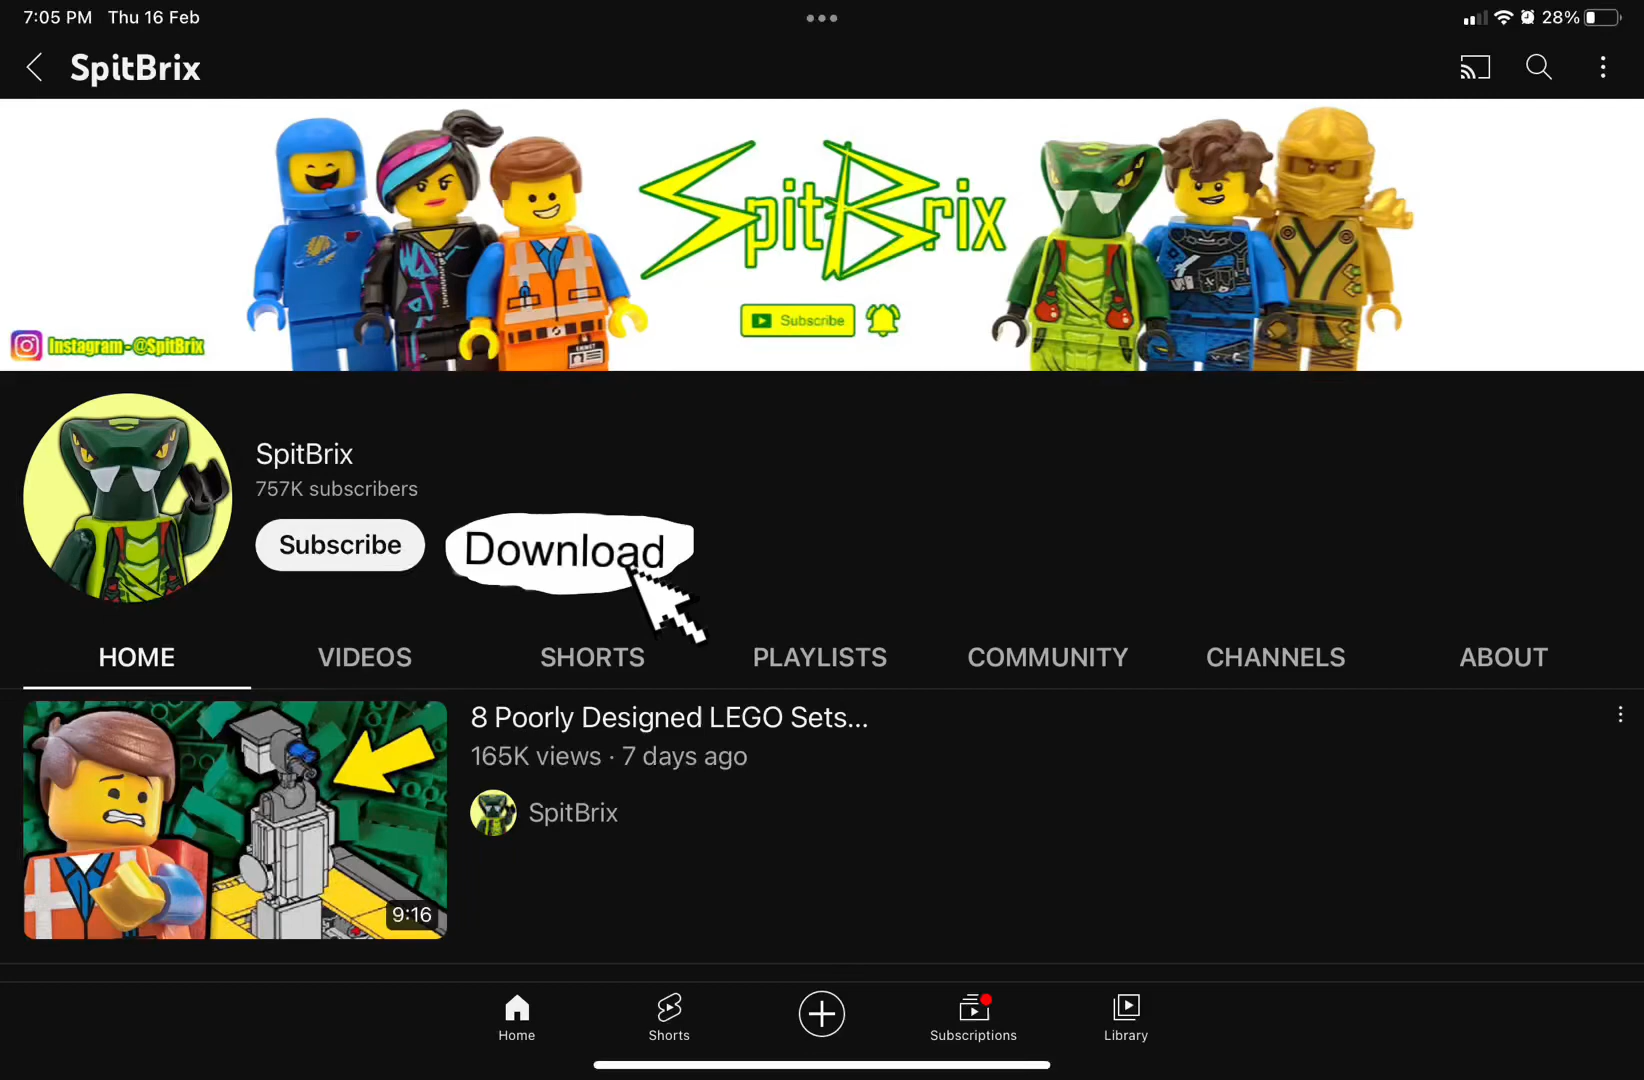 7:05 PM Thu 16 Feb
28%
SpitBrix
SpitBrix
Subscribe
Instagram - @SpitBrix
SpitBrix
757K subscribers
Subscribe
Download
HOME VIDEOS SHORTS PLAYLISTS COMMUNITY CHANNELS ABOUT
8 Poorly Designed LEGO Sets...
165K views · 7 days ago
SpitBrix
9:16
Home Shorts Subscriptions Library